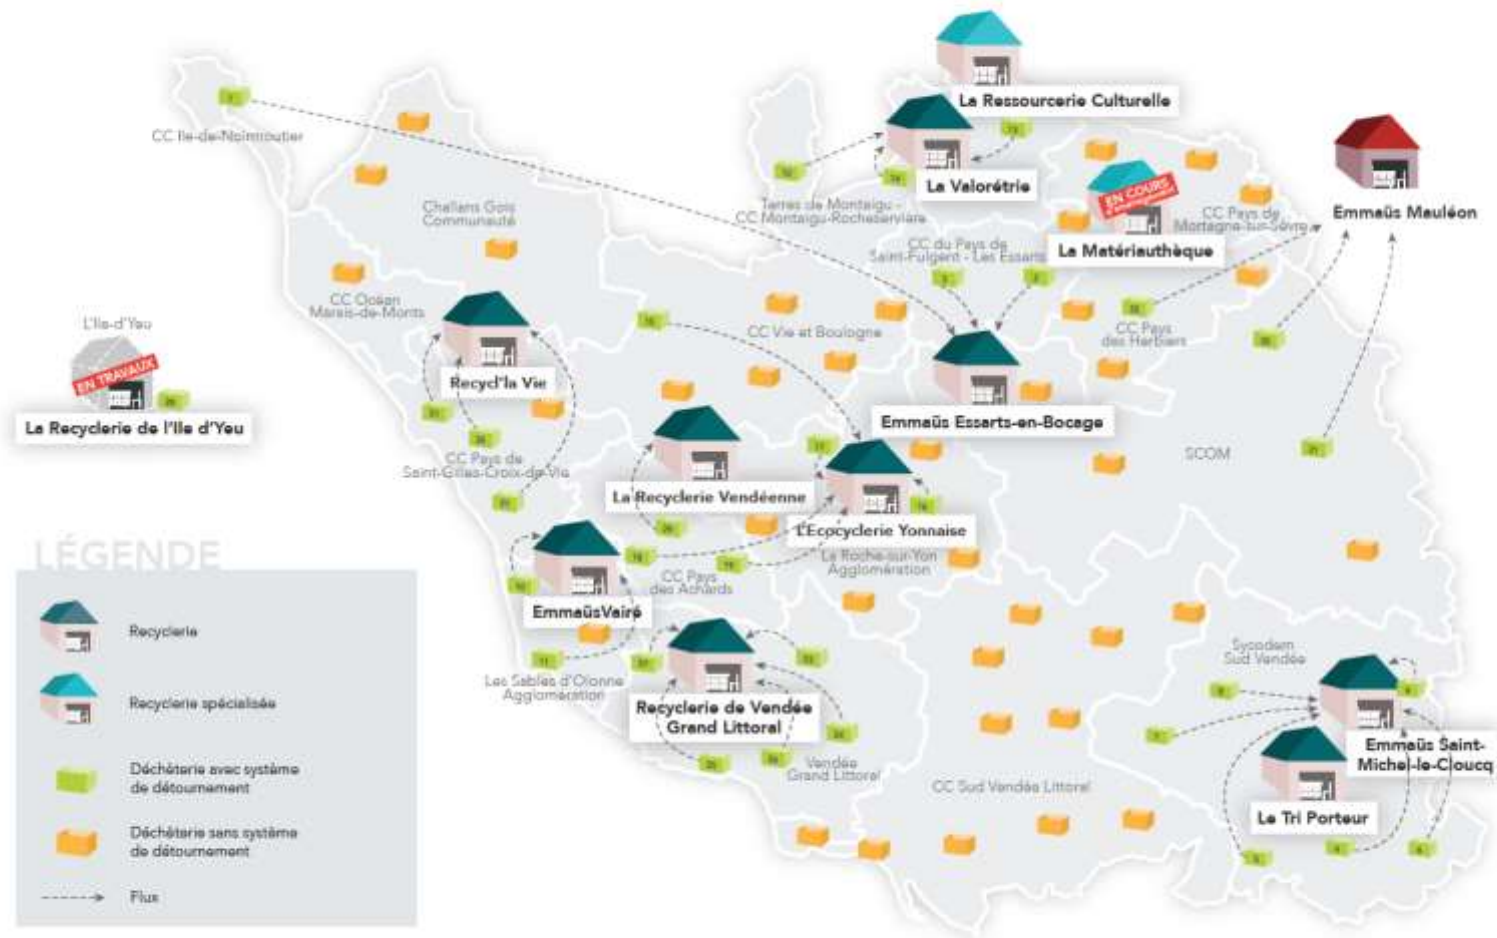 La Ressourcerie Culturelle
CC Ile-de-Noirmoutier
La Valorétrie
Terres de Montaigu -
CC Montaigu-Rocheservière
EN COURS
Challans Gois
Communauté
CC Pays de
Mortagne-sur-Sèvre
Emmaüs Mauléon
CC du Pays de
Saint-Fulgent - Les Essarts
La Matériauthèque
CC Océan
Marais-de-Monts
L'Ile-d'Yeu
CC Vie et Boulogne
CC Pays
des Herbiers
EN TRAVAUX
Recycl'la Vie
La Recyclerie de l'Ile d'Yeu
Emmaüs Essarts-en-Bocage
CC Pays de
Saint-Gilles-Croix-de-Vie
SCOM
La Recyclerie Vendéenne
L'Ecocyclerie Yonnaise
La Roche-sur-Yon
Agglomération
CC Pays
des Achards
EmmaüsVairé
Les Sables d'Olonne
Agglomération
Sycodem
Sud Vendée
Recyclerie de Vendée
Grand Littoral
Vendée
Grand Littoral
Emmaüs Saint-
Michel-le-Cloucq
CC Sud Vendée Littoral
Le Tri Porteur
LÉGENDE
Recyclerie
Recyclerie spécialisée
Déchèterie avec système
de détournement
Déchèterie sans système
de détournement
Flux